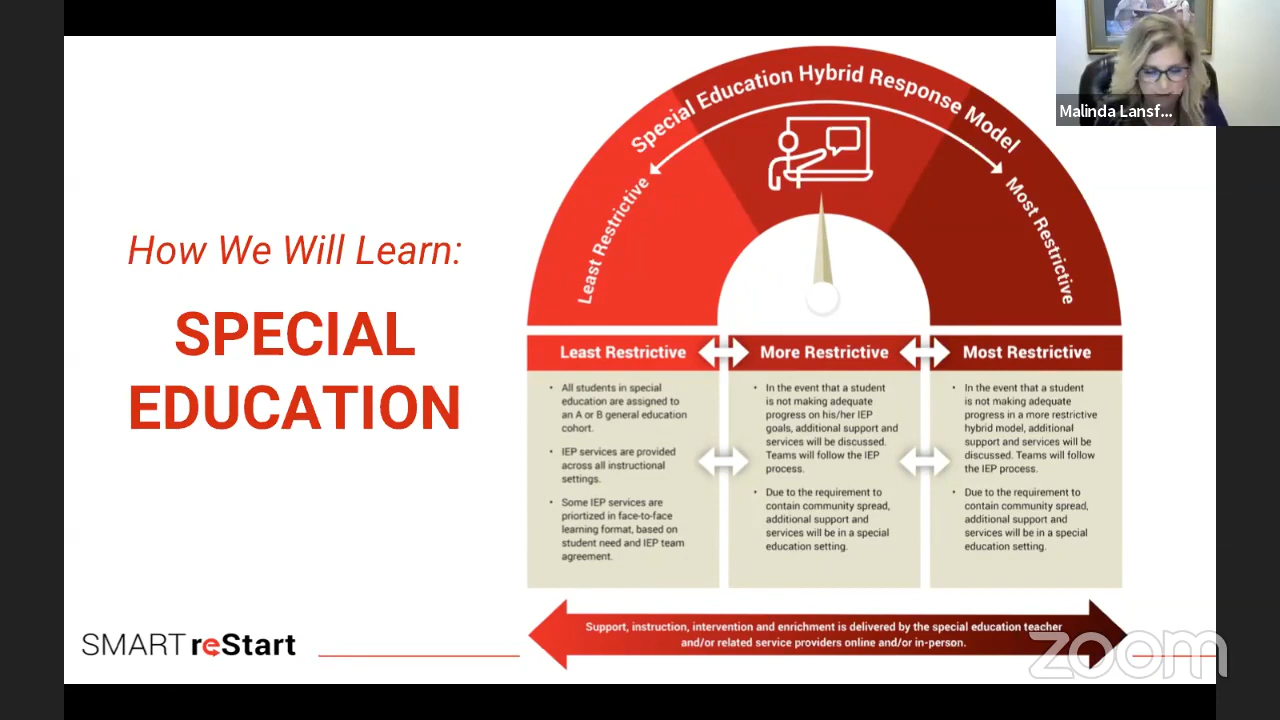 How We Will Learn:
SPECIAL
EDUCATION
Special Education Hybrid Response Model
Least Restrictive
Most Restrictive
Malinda Lansf...
Least Restrictive
• All students in special
education are assigned to
an A or B general education
cohort.
• IEP services are provided
across all instructional
settings.
• Some IEP services are
priortized in face-to-face
learning format, based on
student need and IEP team
agreement.
More Restrictive
• In the event that a student
is not making adequate
progress on his/her IEP
goals, additional support and
services will be discussed.
Teams will follow the IEP
process.
• Due to the requirement to
contain community spread,
additional support and
services will be in a special
education setting.
Most Restrictive
• In the event that a student
is not making adequate
progress in a more restrictive
hybrid model, additional
support and services will be
discussed. Teams will follow
the IEP process.
• Due to the requirement to
contain community spread,
additional support and
services will be in a special
education setting.
Support, instruction, intervention and enrichment is delivered by the special education teacher
and/or related service providers online and/or in-person.
SMART reStart
zoom